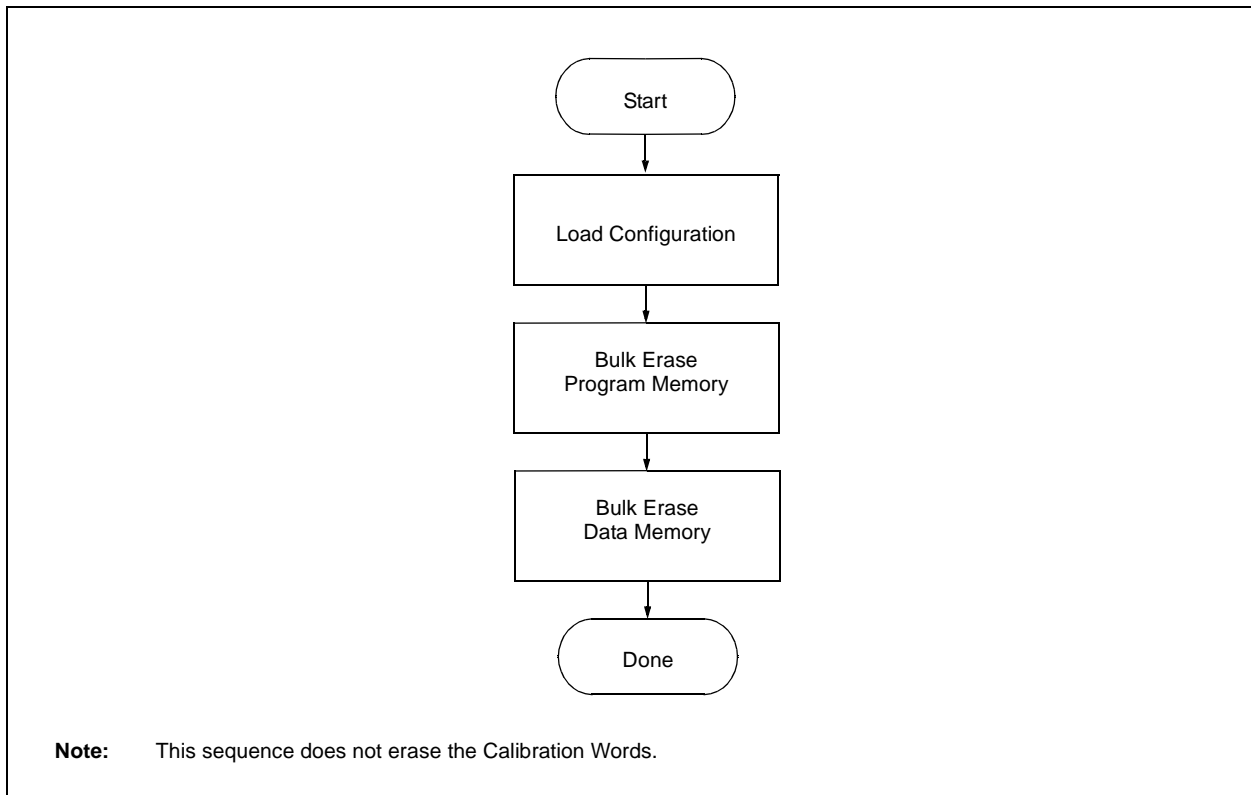 Start
Load Configuration
Bulk Erase
Program Memory
Bulk Erase
Data Memory
Done
Note: This sequence does not erase the Calibration Words.